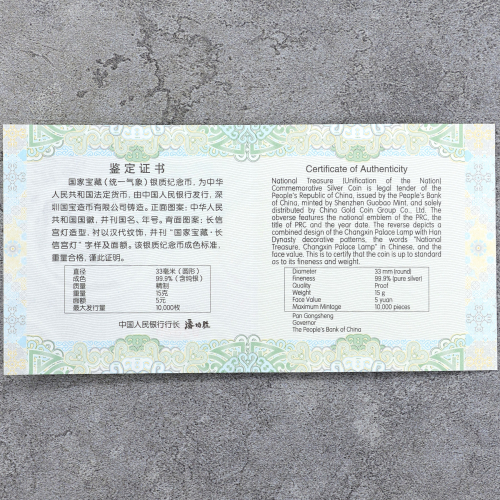 鉴定证书
国家宝藏（统一气象）银质纪念币，为中华
人民共和国法定货币，由中国人民银行发行，深
圳国宝造币有限公司铸造。正面图案：中华人民
共和国国徽，并刊国名、年号。背面图案：长信
宫灯造型，衬以汉代纹饰，并刊“国家宝藏·长
信宫灯”字样及面额。该银质纪念币成色标准，
重量合格，谨此证明。
直径 33毫米（圆形）
成色 99.9%（含纯银）
质量 精制
重量 15克
面额 5元
最大发行量 10,000枚
中国人民银行行长 潘功胜
Certificate of Authenticity
National Treasure (Unification of the Nation)
Commemorative Silver Coin is legal tender of the
People's Republic of China, issued by the People's Bank
of China, minted by Shenzhen Guobao Mint, and solely
distributed by China Gold Coin Group Co., Ltd. The
obverse features the national emblem of the PRC, the
title of PRC and the year date. The reverse depicts a
combined design of the Changxin Palace Lamp with Han
Dynasty decorative patterns, the words "National
Treasure, Changxin Palace Lamp" in Chinese, and the
face value. This is to certify that the coin is up to standard
as to its fineness and weight.
Diameter 33 mm (round)
Fineness 99.9% (pure silver)
Quality Proof
Weight 15 g
Face Value 5 yuan
Maximum Mintage 10,000 pieces
Pan Gongsheng
Governor
The People's Bank of China